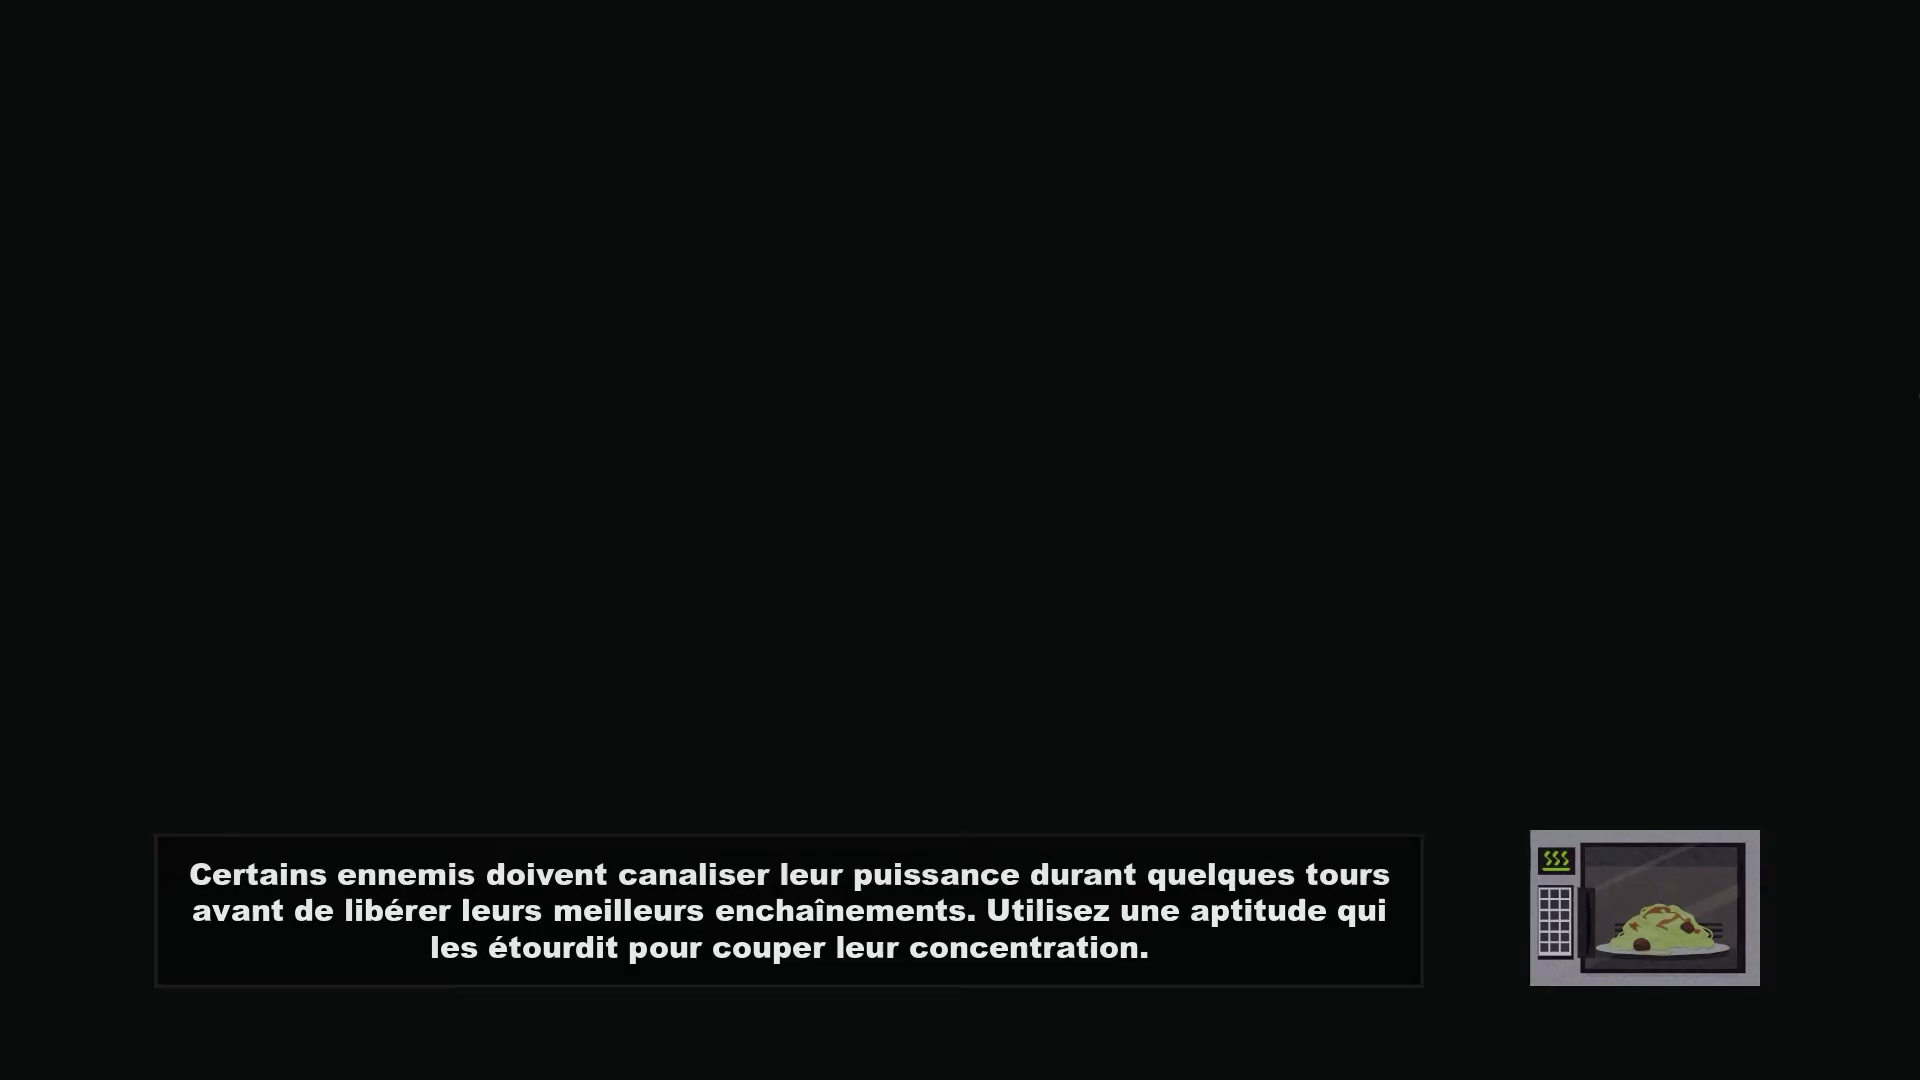 Certains ennemis doivent canaliser leur puissance durant quelques tours
avant de libérer leurs meilleurs enchaînements. Utilisez une aptitude qui
les étourdit pour couper leur concentration.